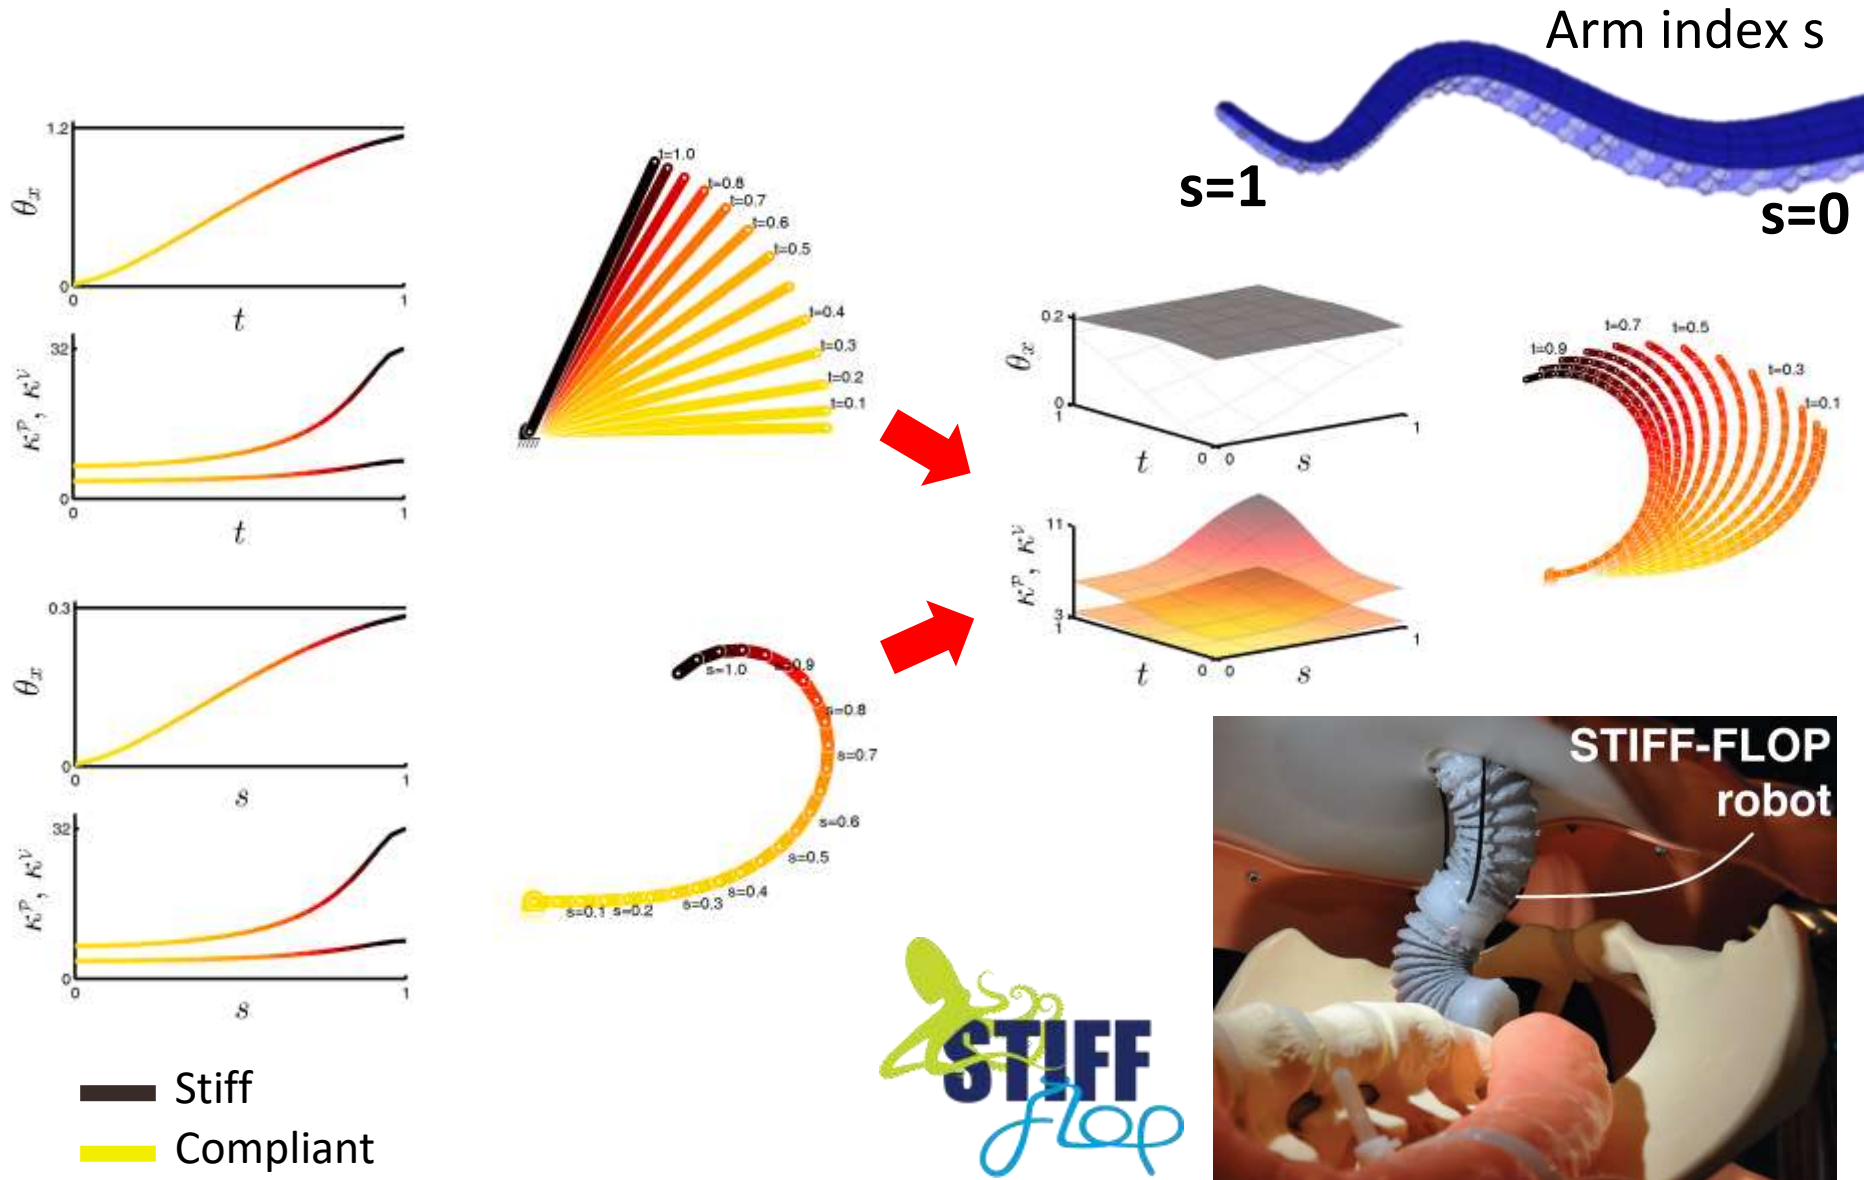 Arm index s
s=1
s=0
1.2
θx
0
0
1
t
32
κᴾ, κⱽ
0
0
1
t
t=1.0
t=0.8
t=0.7
t=0.6
t=0.5
t=0.4
t=0.3
t=0.2
t=0.1
0.3
θx
0
0
1
s
32
κᴾ, κⱽ
0
0
1
s
s=1.0
s=0.8
s=0.7
s=0.6
s=0.5
s=0.4
s=0.3
s=0.1 s=0.2
0.2
θx
0
1
t
0 0
s
1
11
κᴾ, κⱽ
3
1
t
0 0
s
1
t=0.7
t=0.5
t=0.9
t=0.3
t=0.1
STIFF-FLOP
robot
Stiff
Compliant
STIFF
FLOP